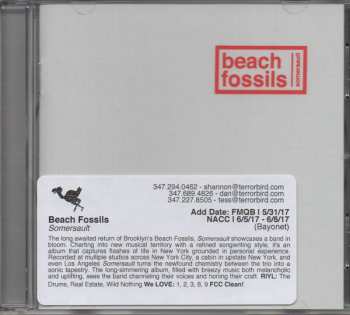 beach
fossils
somersault
347.294.0462 - shannon@terrorbird.com
347.689.4826 - dan@terrorbird.com
347.227.8505 - tess@terrorbird.com
Beach Fossils
Somersault
Add Date: FMQB | 5/31/17
NACC | 6/5/17 - 6/6/17
(Bayonet)
The long awaited return of Brooklyn's Beach Fossils, Somersault showcases a band in
bloom. Charting into new musical territory with a refined songwriting style, it's an
album that captures flashes of life in New York grounded in personal experience.
Recorded at multiple studios across New York City, a cabin in upstate New York, and
even Los Angeles Somersault turns the newfound chemistry between the trio into a
sonic tapestry. The long-simmering album, filled with breezy music both melancholic
and uplifting, sees the band channeling their voices and honing their craft. RIYL: The
Drums, Real Estate, Wild Nothing We LOVE: 1, 2, 3, 8, 9 FCC Clean!